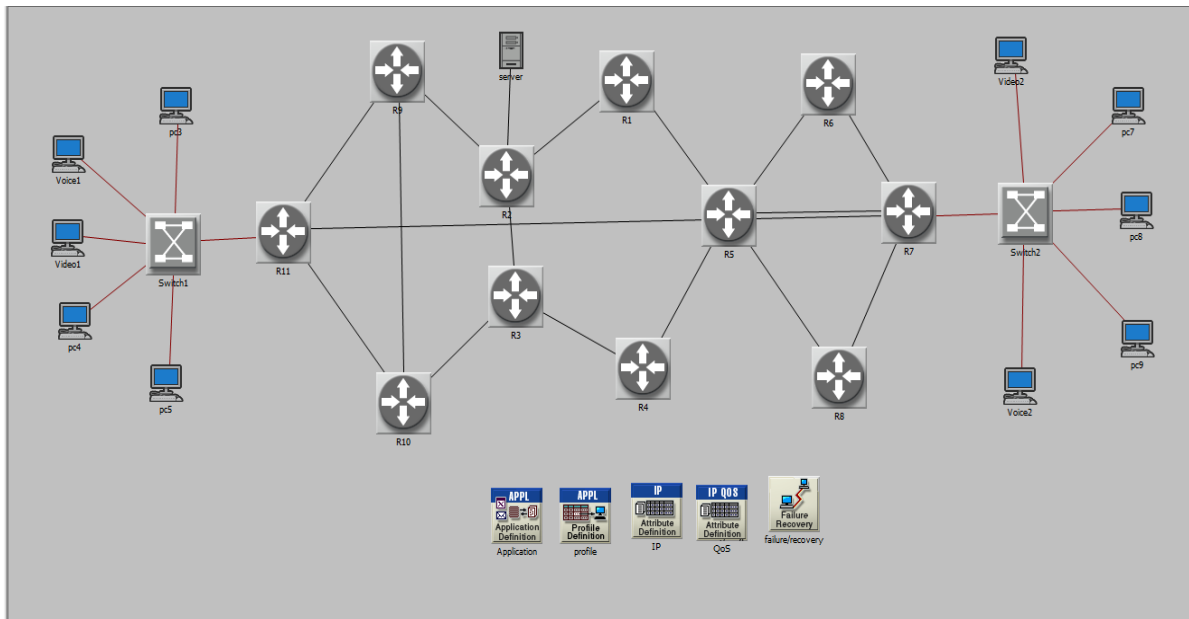 server
R9
R1
R6
Video2
pc3
pc7
Voice1
R2
Video1
R11
R5
R7
pc8
Switch1
Switch2
pc4
R3
pc9
pc5
R4
R8
Voice2
R10
APPL
Application
Definition
Application
APPL
Profile
Definition
profile
IP
Attribute
Definition
IP
IP QOS
Attribute
Definition
QoS
Failure
Recovery
failure/recovery